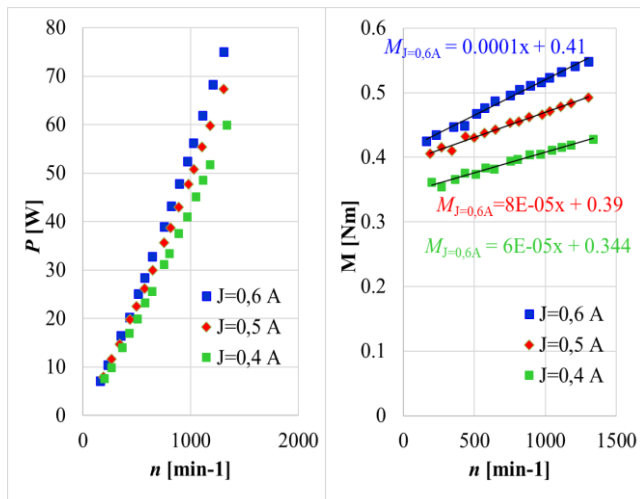 80
70
60
50
40
30
20
10
0
P [W]
J=0,6 A
J=0,5 A
J=0,4 A
0 1000 2000
n [min-1]
0.6
0.5
0.4
0.3
0.2
0.1
0
M [Nm]
M_J=0,6A = 0.0001x + 0.41
M_J=0,6A=8E-05x + 0.39
M_J=0,6A = 6E-05x + 0.344
J=0,6 A
J=0,5 A
J=0,4 A
0 500 1000 1500
n [min-1]